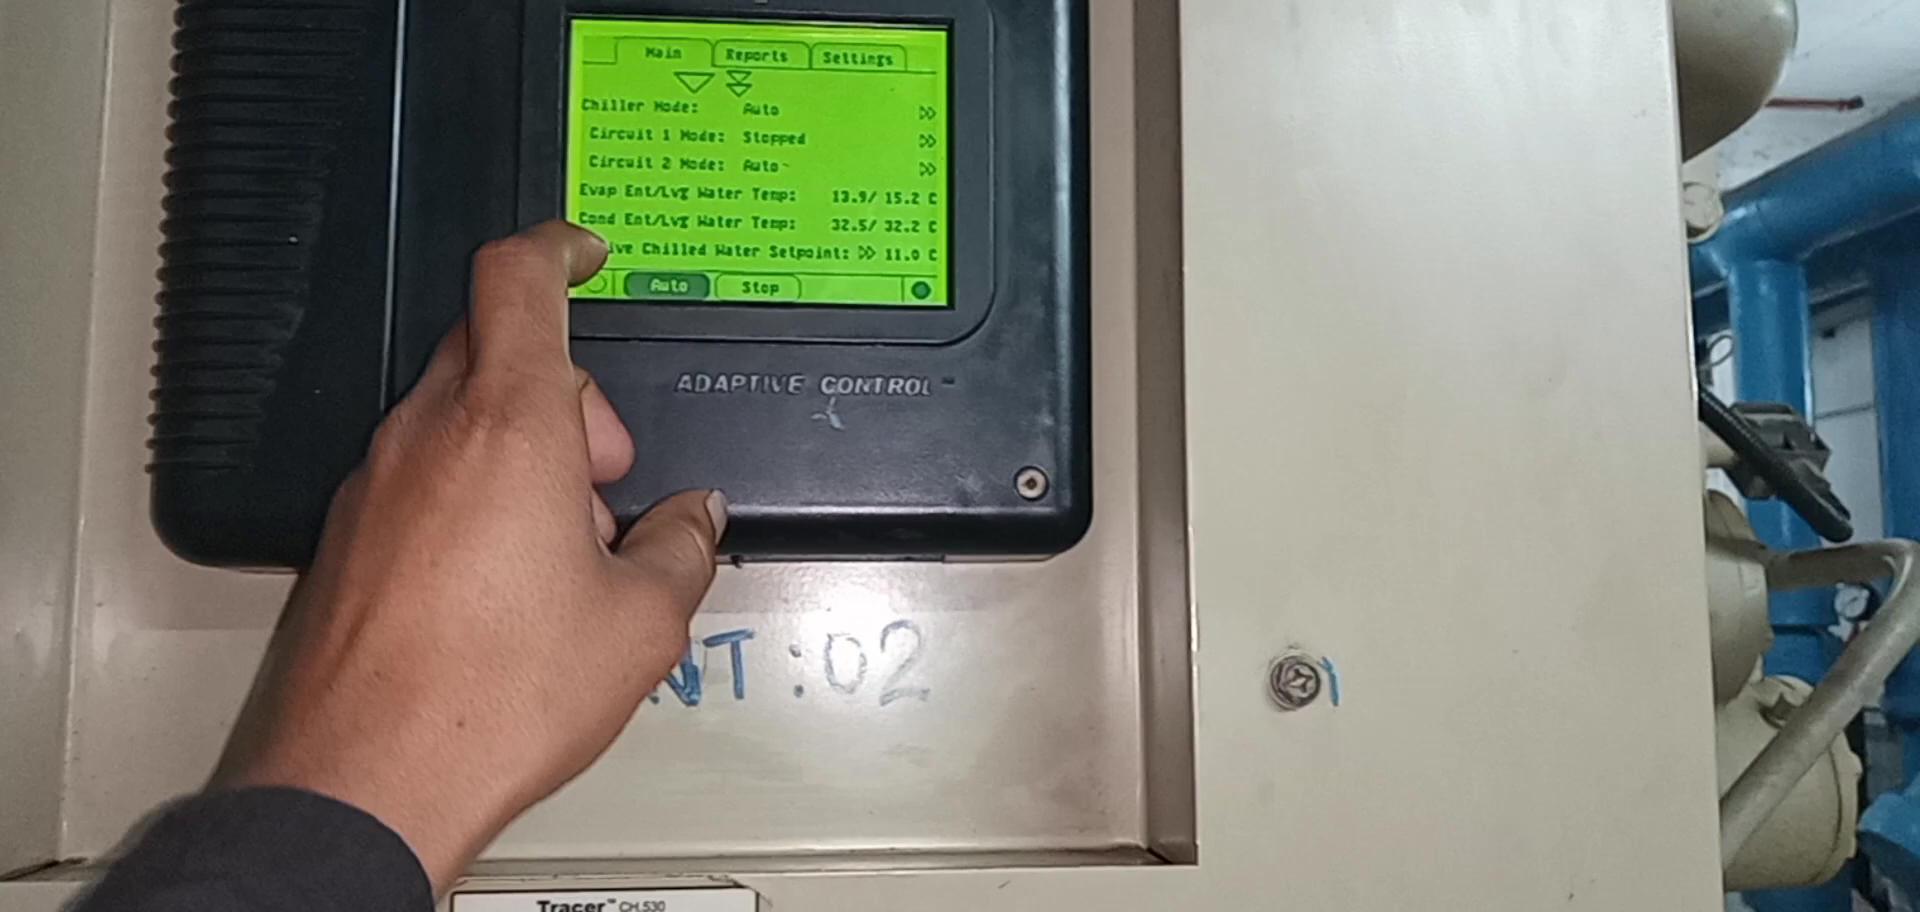 Main Reports Settings
Chiller Mode: Auto
Circuit 1 Mode: Stopped
Circuit 2 Mode: Auto
Evap Ent/Lvg Water Temp: 13.9/ 15.2 C
Cond Ent/Lvg Water Temp: 32.5/ 32.2 C
ive Chilled Water Setpoint: 11.0 C
Auto Stop
ADAPTIVE CONTROL™
NT:02
Tracer™ CH.530